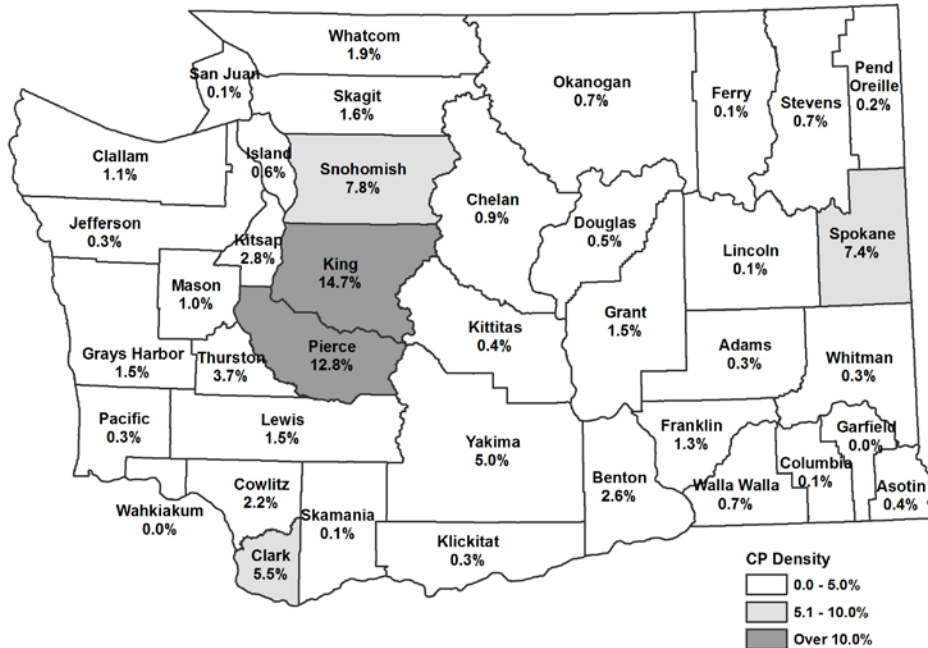 Whatcom
1.9%
San Juan
0.1%
Skagit
1.6%
Okanogan
0.7%
Ferry
0.1%
Stevens
0.7%
Pend
Oreille
0.2%
Clallam
1.1%
Island
0.6%
Snohomish
7.8%
Chelan
0.9%
Douglas
0.5%
Jefferson
0.3%
Kitsap
2.8%
King
14.7%
Lincoln
0.1%
Spokane
7.4%
Mason
1.0%
Grays Harbor
1.5%
Thurston
3.7%
Pierce
12.8%
Kittitas
0.4%
Grant
1.5%
Adams
0.3%
Whitman
0.3%
Pacific
0.3%
Lewis
1.5%
Yakima
5.0%
Benton
2.6%
Franklin
1.3%
Walla Walla
0.7%
Columbia
0.1%
Garfield
0.0%
Asotin
0.4%
Wahkiakum
0.0%
Cowlitz
2.2%
Skamania
0.1%
Clark
5.5%
Klickitat
0.3%
CP Density
0.0 - 5.0%
5.1 - 10.0%
Over 10.0%